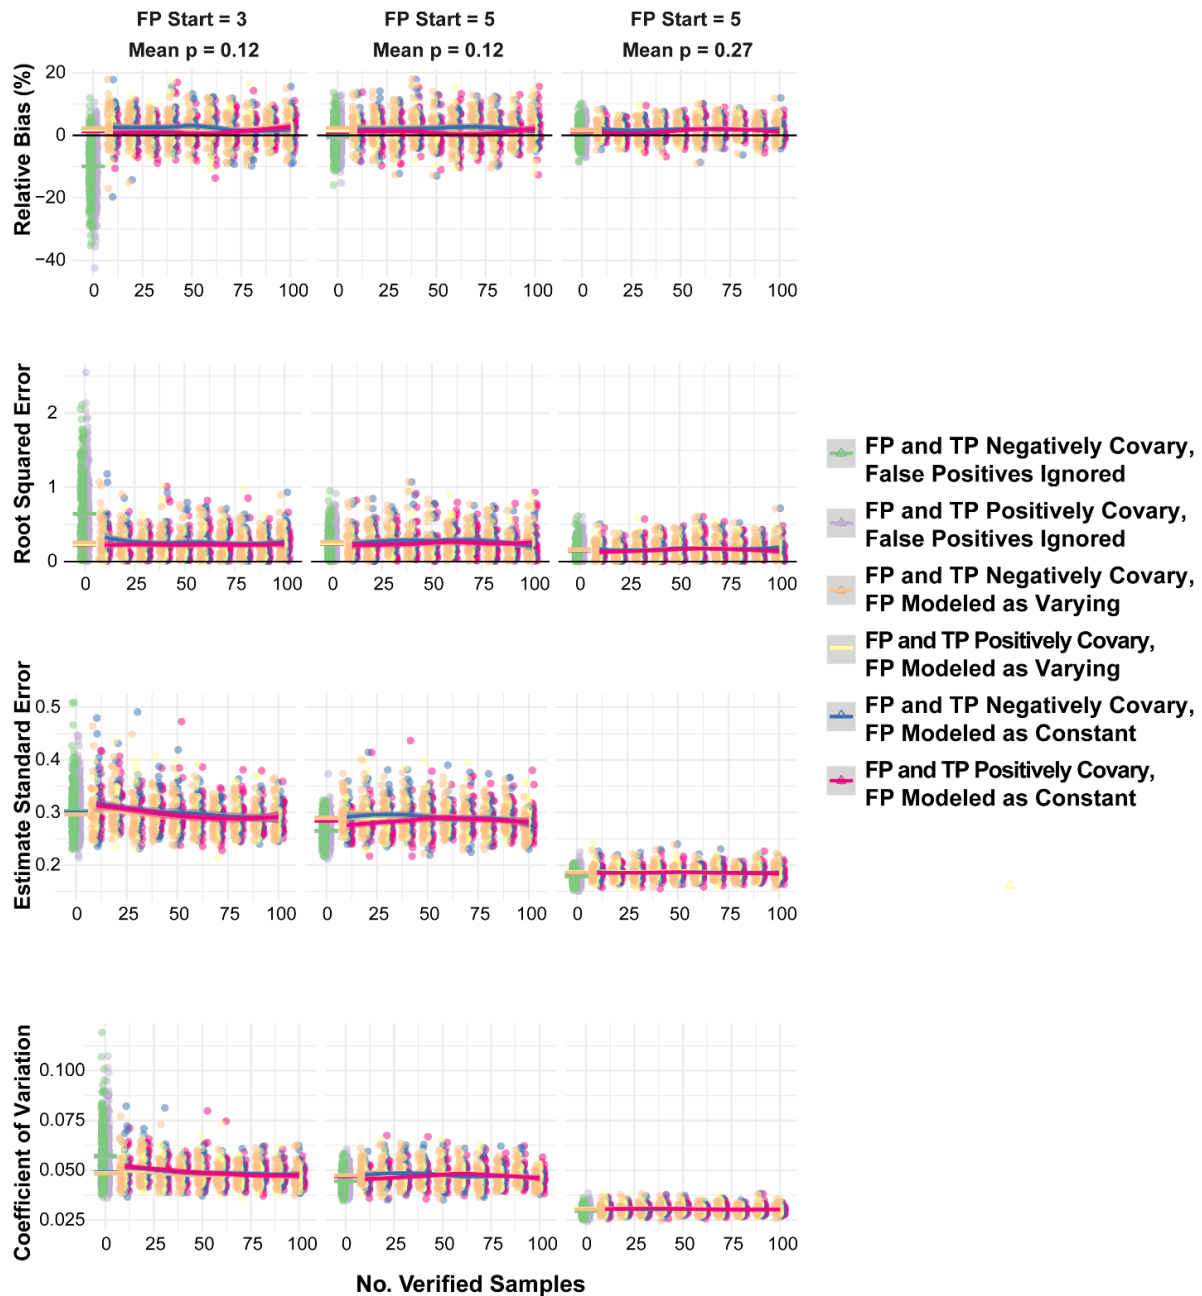 FP Start = 3
Mean p = 0.12
FP Start = 5
Mean p = 0.12
FP Start = 5
Mean p = 0.27
Relative Bias (%)
20
0
−20
−40
0 25 50 75 100
0 25 50 75 100
0 25 50 75 100
Root Squared Error
2
1
0
0 25 50 75 100
0 25 50 75 100
0 25 50 75 100
FP and TP Negatively Covary,
False Positives Ignored
FP and TP Positively Covary,
False Positives Ignored
FP and TP Negatively Covary,
FP Modeled as Varying
FP and TP Positively Covary,
FP Modeled as Varying
FP and TP Negatively Covary,
FP Modeled as Constant
FP and TP Positively Covary,
FP Modeled as Constant
Estimate Standard Error
0.5
0.4
0.3
0.2
0 25 50 75 100
0 25 50 75 100
0 25 50 75 100
Coefficient of Variation
0.100
0.075
0.050
0.025
0 25 50 75 100
0 25 50 75 100
0 25 50 75 100
No. Verified Samples